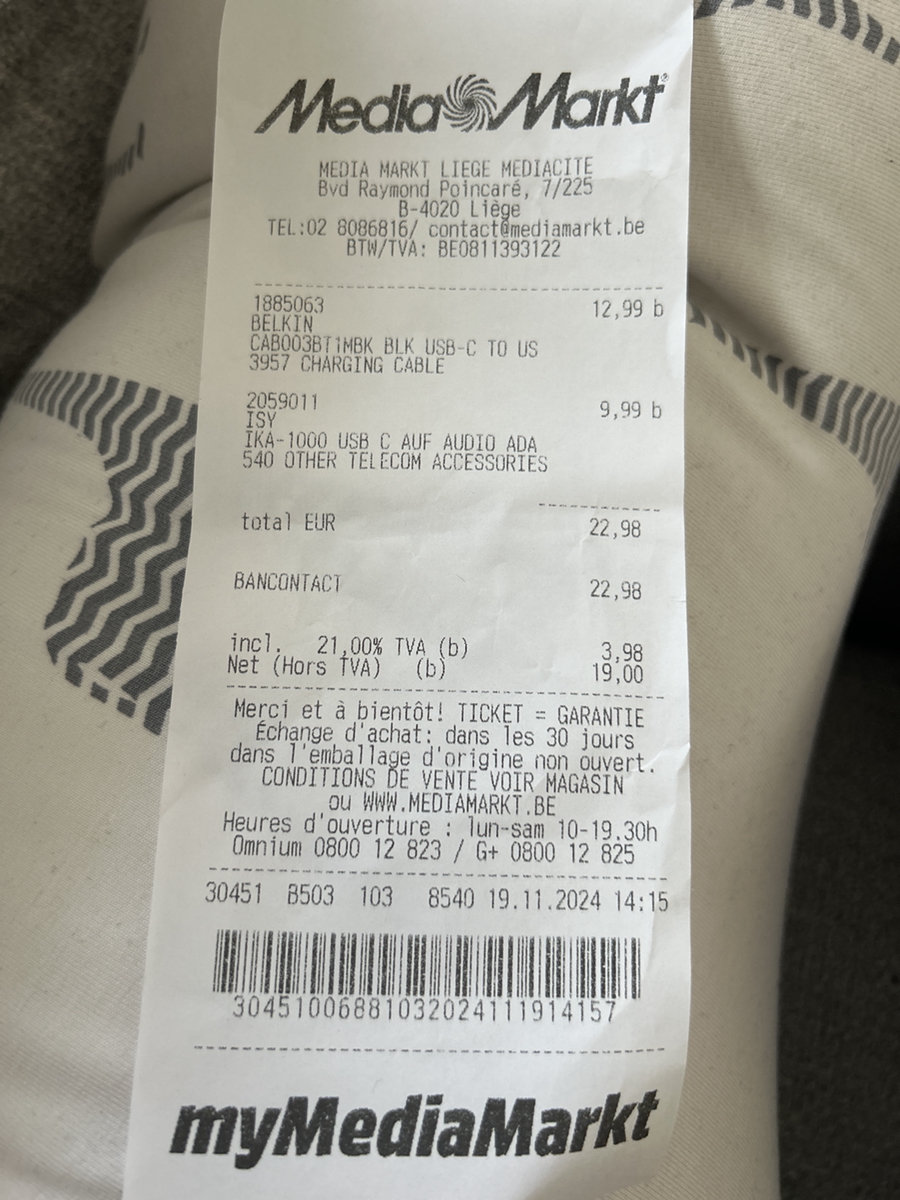 MediaMarkt®
MEDIA MARKT LIEGE MEDIACITE
Bvd Raymond Poincaré, 7/225
B-4020 Liège
TEL:02 8086816/ contact@mediamarkt.be
BTW/TVA: BE0811393122
1885063 12,99 b
BELKIN
CAB003BT1MBK BLK USB-C TO US
3957 CHARGING CABLE
2059011 9,99 b
ISY
IKA-1000 USB C AUF AUDIO ADA
540 OTHER TELECOM ACCESSORIES
total EUR 22,98
BANCONTACT 22,98
incl. 21,00% TVA (b) 3,98
Net (Hors TVA) (b) 19,00
Merci et à bientôt! TICKET = GARANTIE
Échange d'achat: dans les 30 jours
dans l'emballage d'origine non ouvert.
CONDITIONS DE VENTE VOIR MAGASIN
ou WWW.MEDIAMARKT.BE
Heures d'ouverture : lun-sam 10-19.30h
Omnium 0800 12 823 / G+ 0800 12 825
30451 B503 103 8540 19.11.2024 14:15
30451006881032024111914157
myMediaMarkt